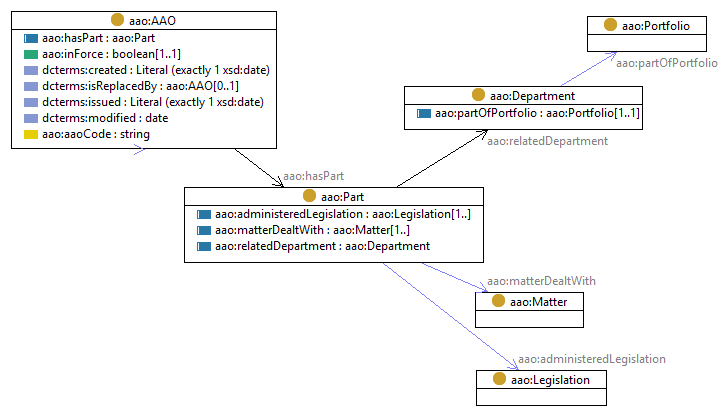 aao:AAO
aao:hasPart : aao:Part
aao:inForce : boolean[1..1]
dcterms:created : Literal (exactly 1 xsd:date)
dcterms:isReplacedBy : aao:AAO[0..1]
dcterms:issued : Literal (exactly 1 xsd:date)
dcterms:modified : date
aao:aaoCode : string
aao:Portfolio
aao:partOfPortfolio
aao:Department
aao:partOfPortfolio : aao:Portfolio[1..1]
aao:relatedDepartment
aao:hasPart
aao:Part
aao:administeredLegislation : aao:Legislation[1..]
aao:matterDealtWith : aao:Matter[1..]
aao:relatedDepartment : aao:Department
aao:matterDealtWith
aao:Matter
aao:administeredLegislation
aao:Legislation